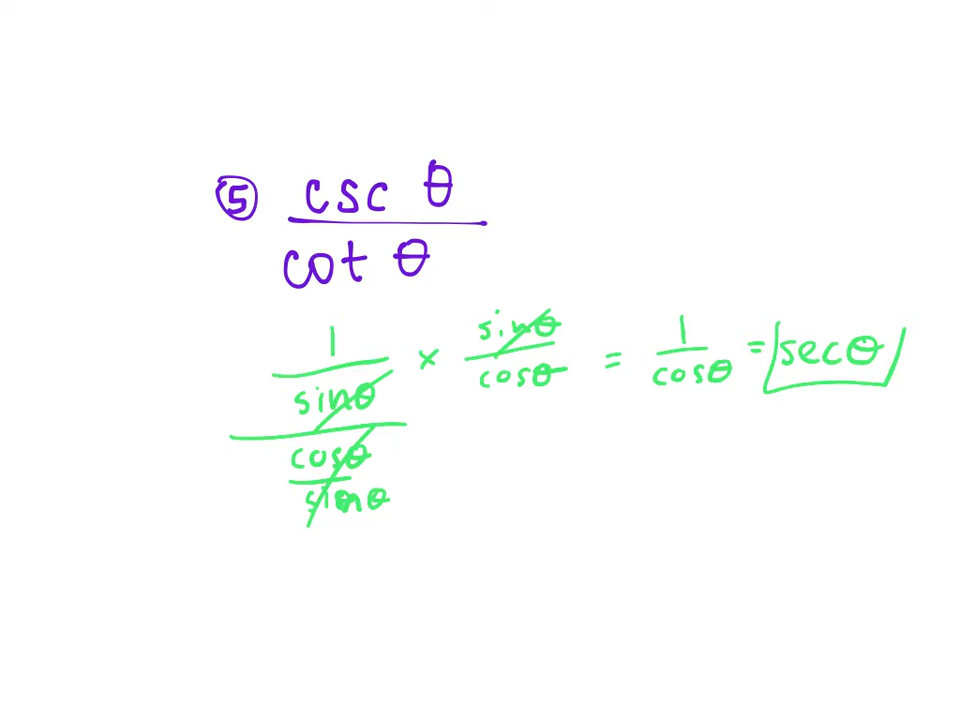 ⑤ csc θ
cot θ
1
sinθ
cosθ
sinθ
× sinθ
cosθ
= 1
cosθ
= secθ